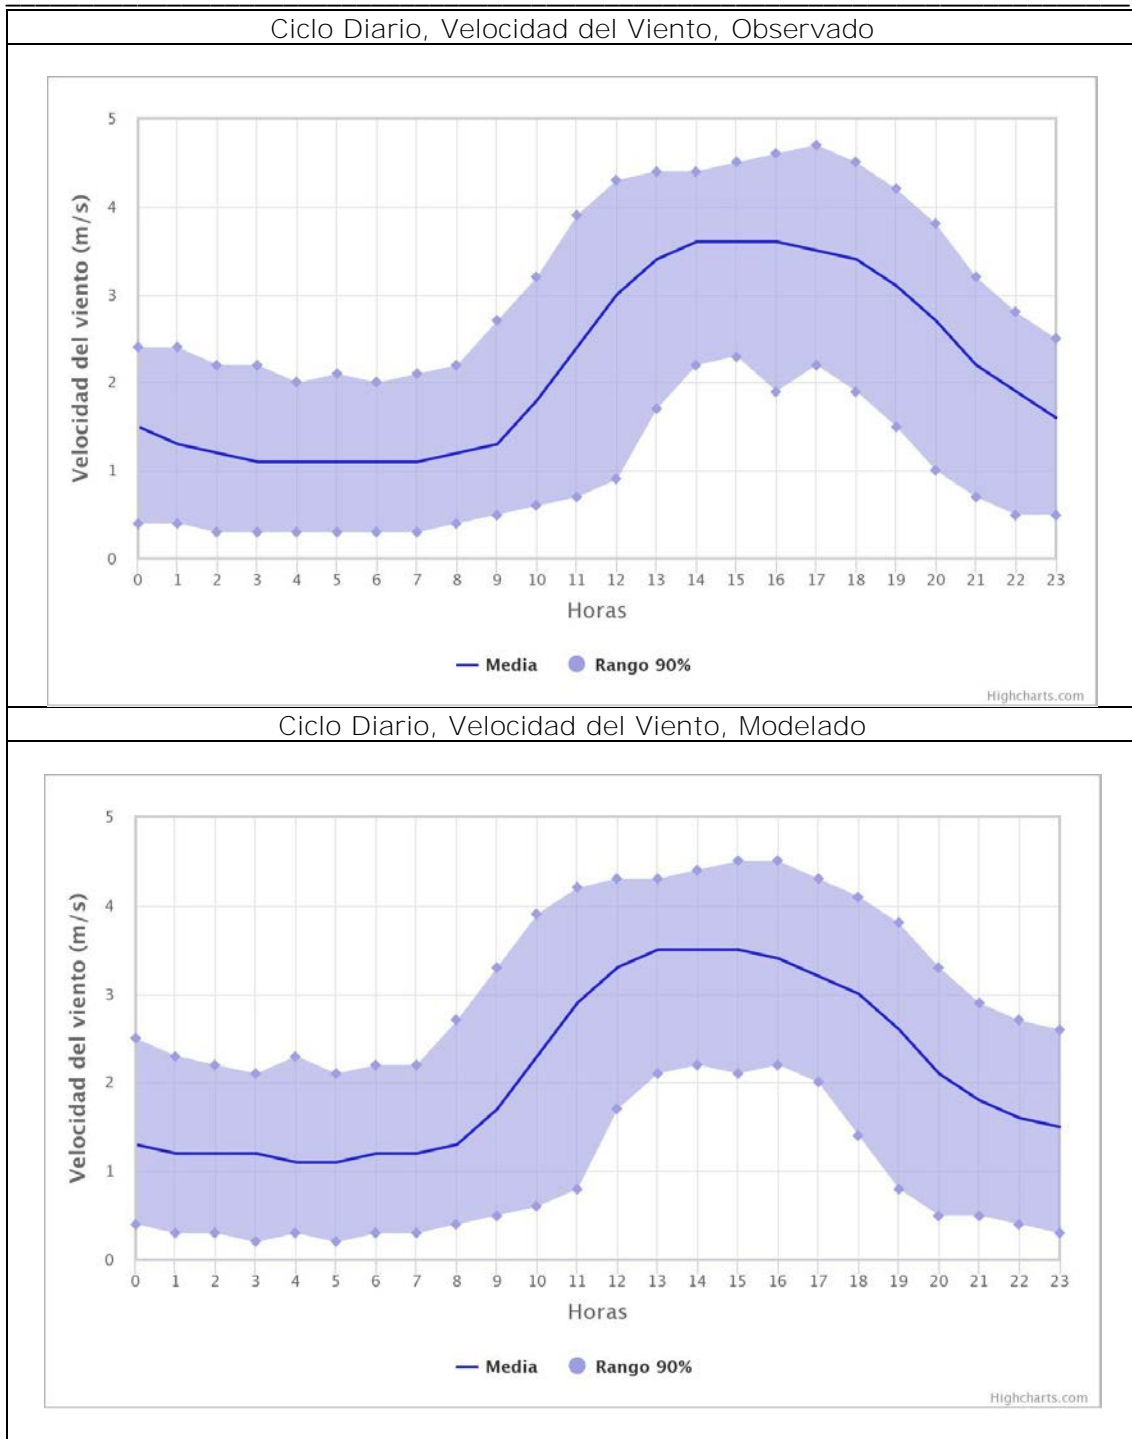 Ciclo Diario, Velocidad del Viento, Observado
5
4
3
2
1
0
Velocidad del viento (m/s)
0 1 2 3 4 5 6 7 8 9 10 11 12 13 14 15 16 17 18 19 20 21 22 23
Horas
Media Rango 90%
Highcharts.com
Ciclo Diario, Velocidad del Viento, Modelado
5
4
3
2
1
0
Velocidad del viento (m/s)
0 1 2 3 4 5 6 7 8 9 10 11 12 13 14 15 16 17 18 19 20 21 22 23
Horas
Media Rango 90%
Highcharts.com